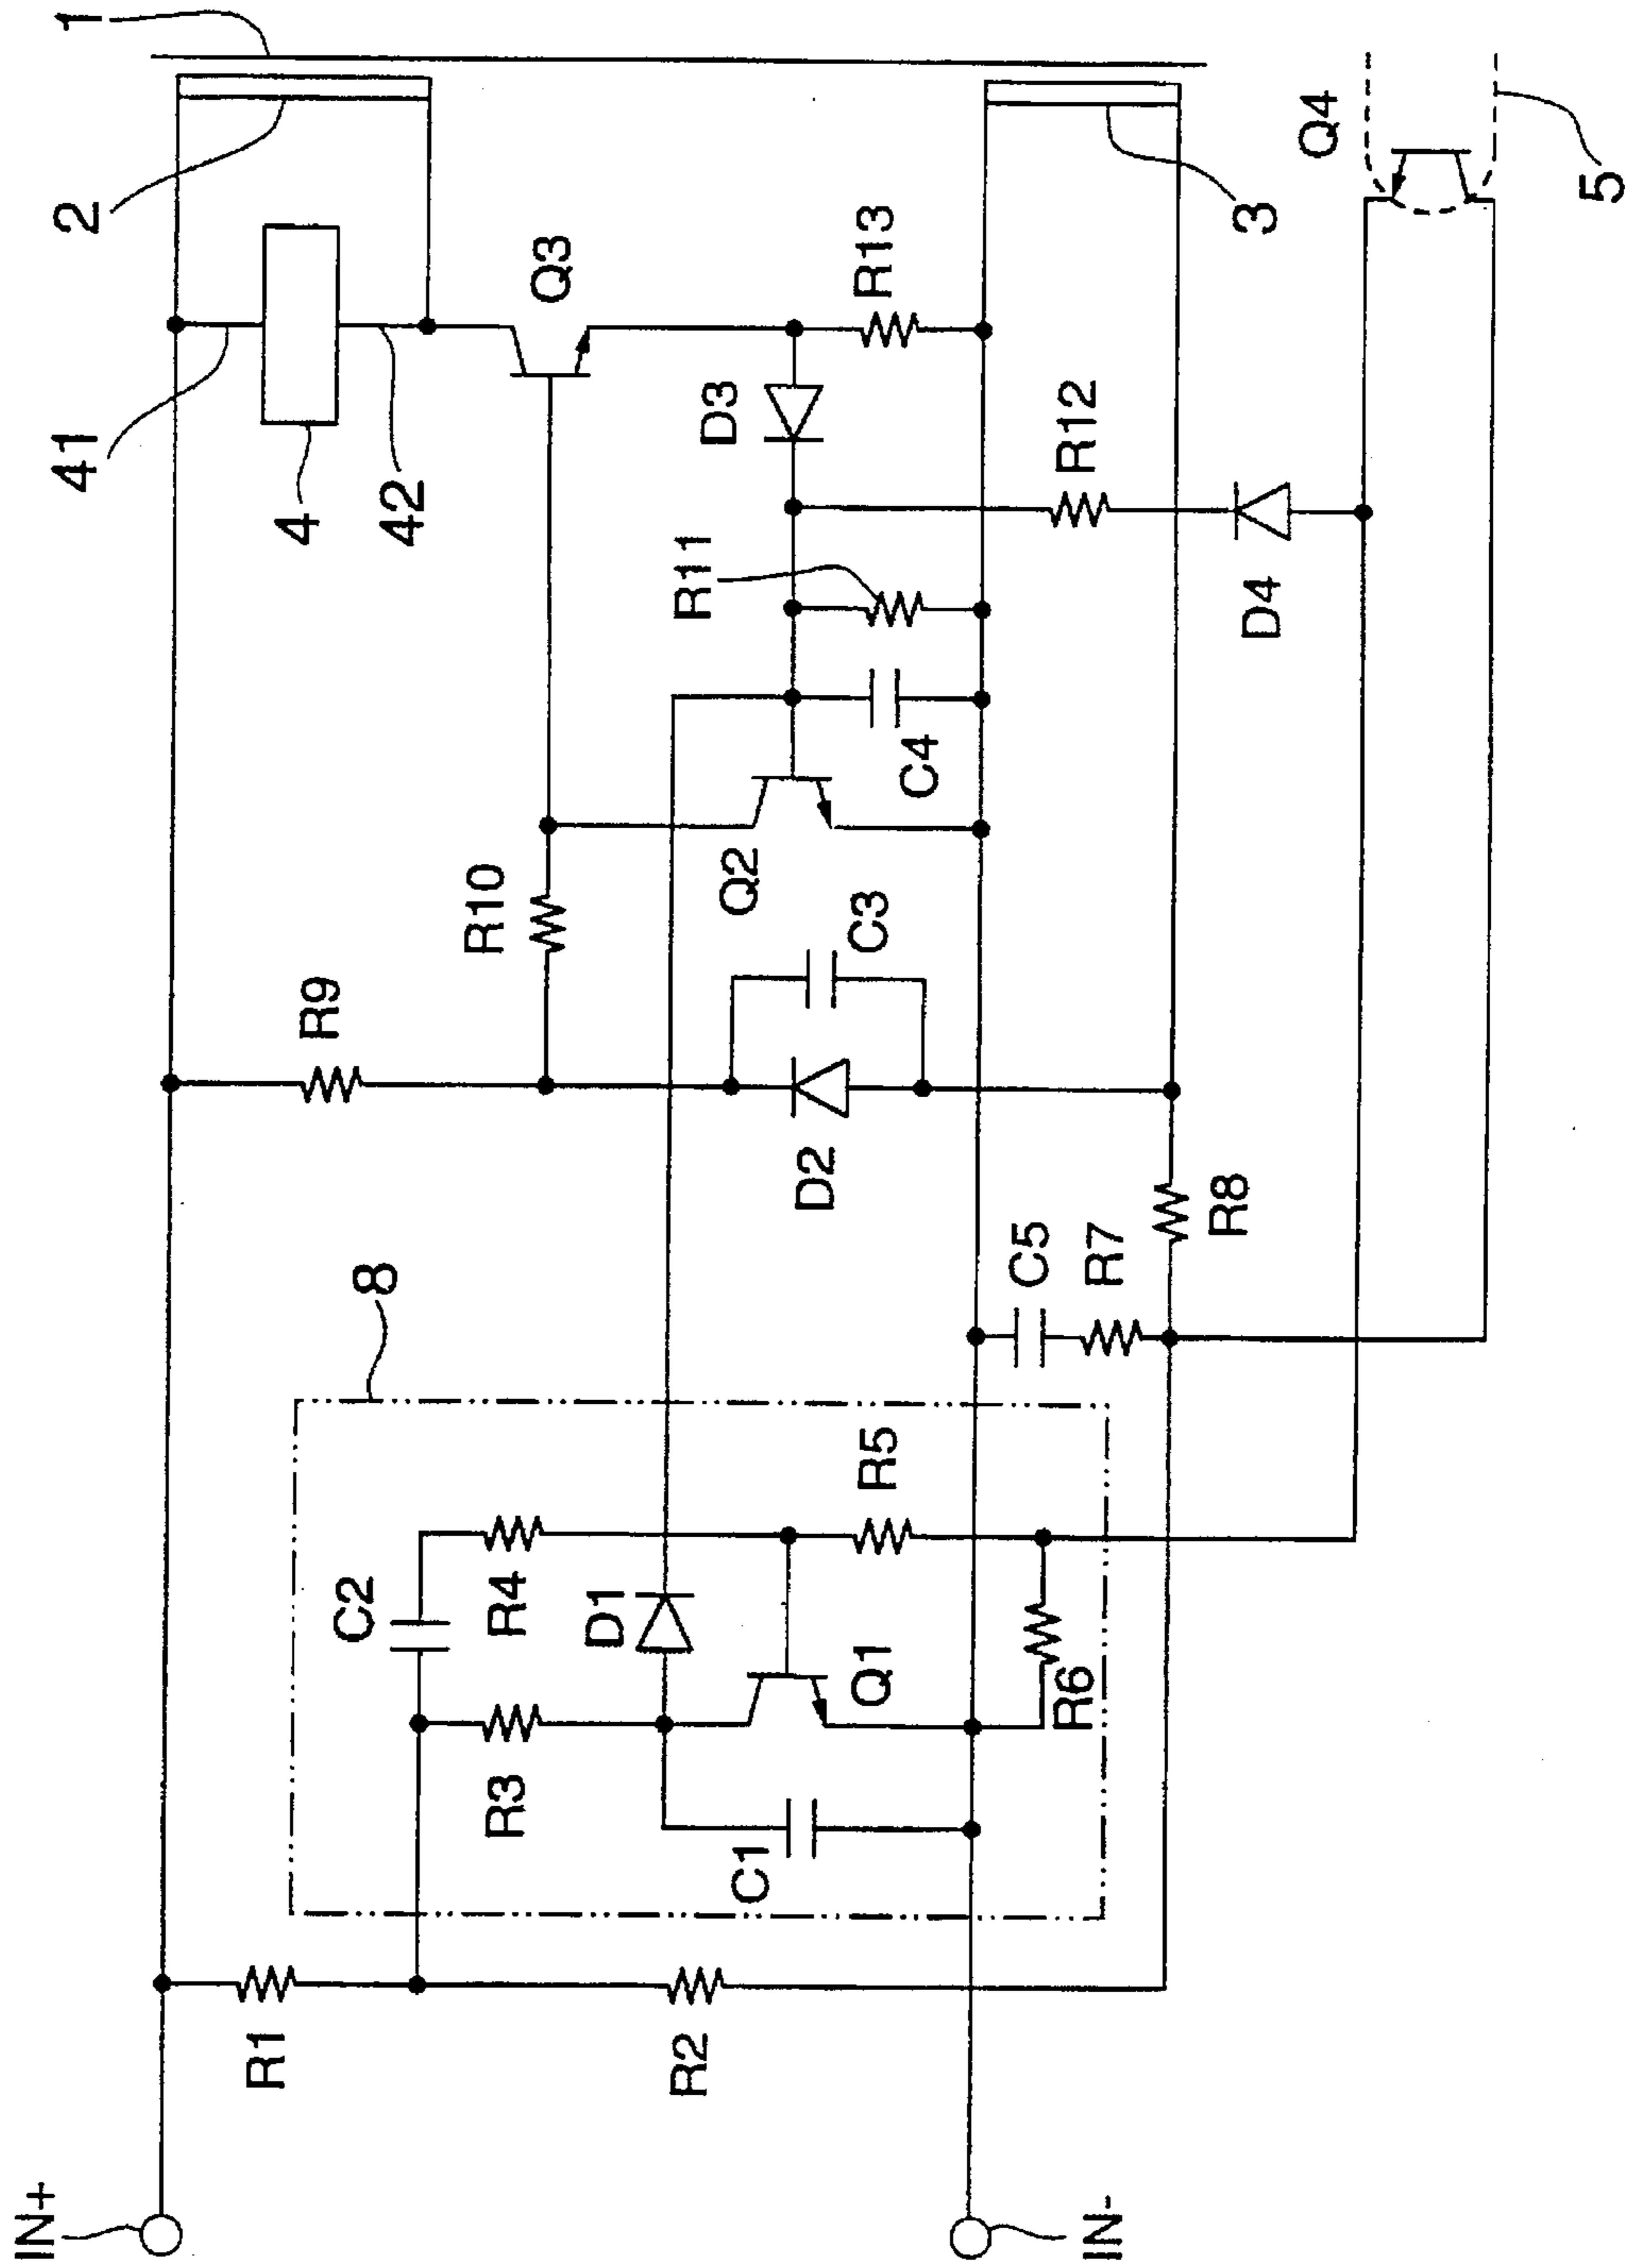 1
2
41
4
42
Q3
R13
D3
R12
3
Q4
5
R11
D4
C4
Q2
R10
C3
R9
D2
R8
C5
R7
8
R5
C2
R4
D1
Q1
R6
R3
C1
R1
R2
IN+
IN-